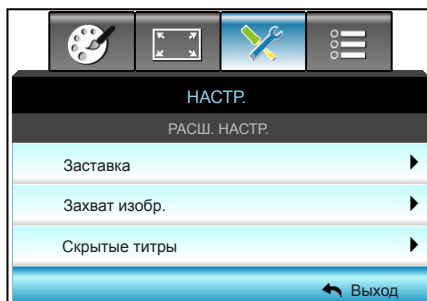 НАСТР.
РАСШ. НАСТР.
Заставка
Захват изобр.
Скрытые титры
Выход